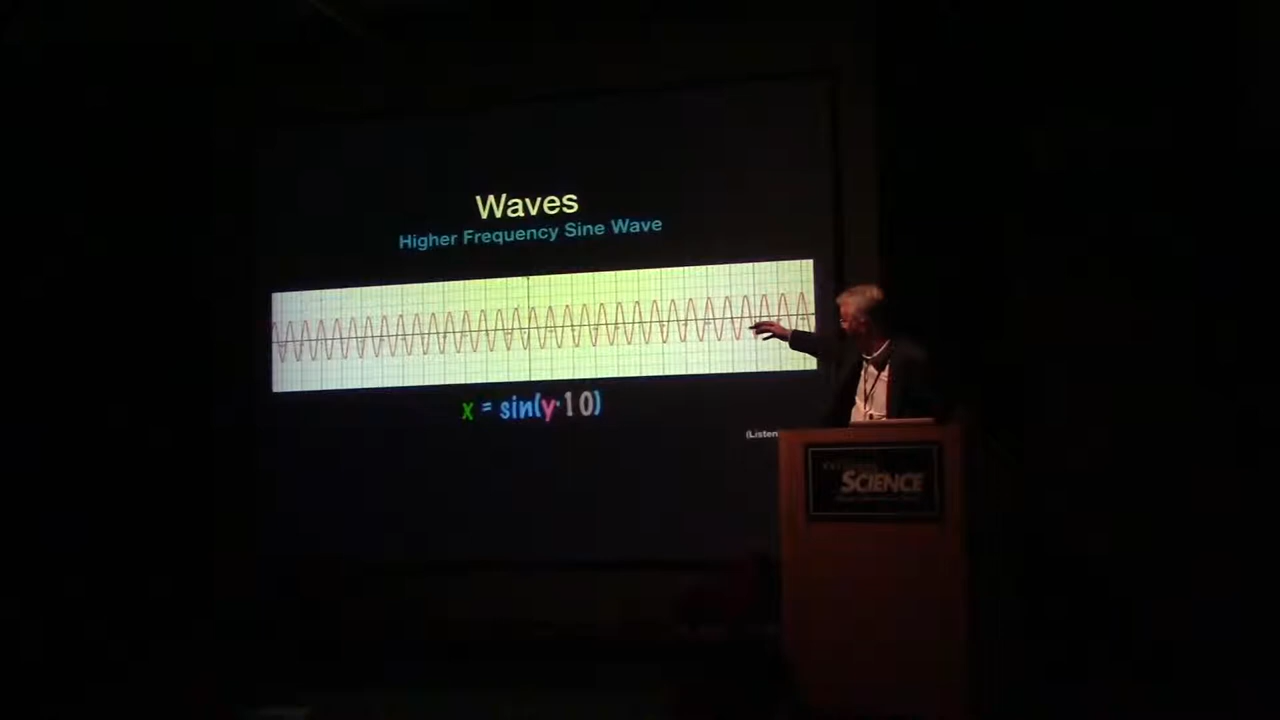 Waves
Higher Frequency Sine Wave
x = sin(y·10)
(Listen
SCIENCE